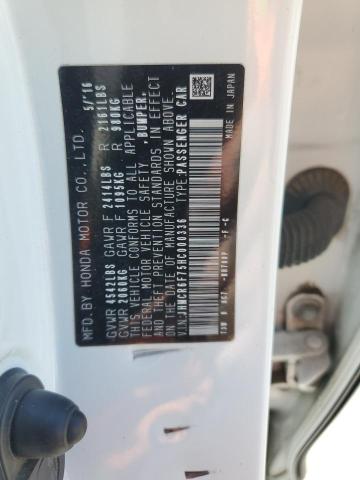 MFD.BY HONDA MOTOR CO.,LTD. 5/'16
GVWR 4542LBS GAWR F 2414LBS R 2161LBS
GVWR 2060KG GAWR F 1095KG R 980KG
THIS VEHICLE CONFORMS TO ALL APPLICABLE
FEDERAL MOTOR VEHICLE SAFETY ,BUMPER,
AND THEFT PREVENTION STANDARDS IN EFFECT
ON THE DATE OF MANUFACTURE SHOWN ABOVE.
V.I.N.: JHMCR6F75HC000336 TYPE:PASSENGER CAR
-F-C MADE IN JAPAN